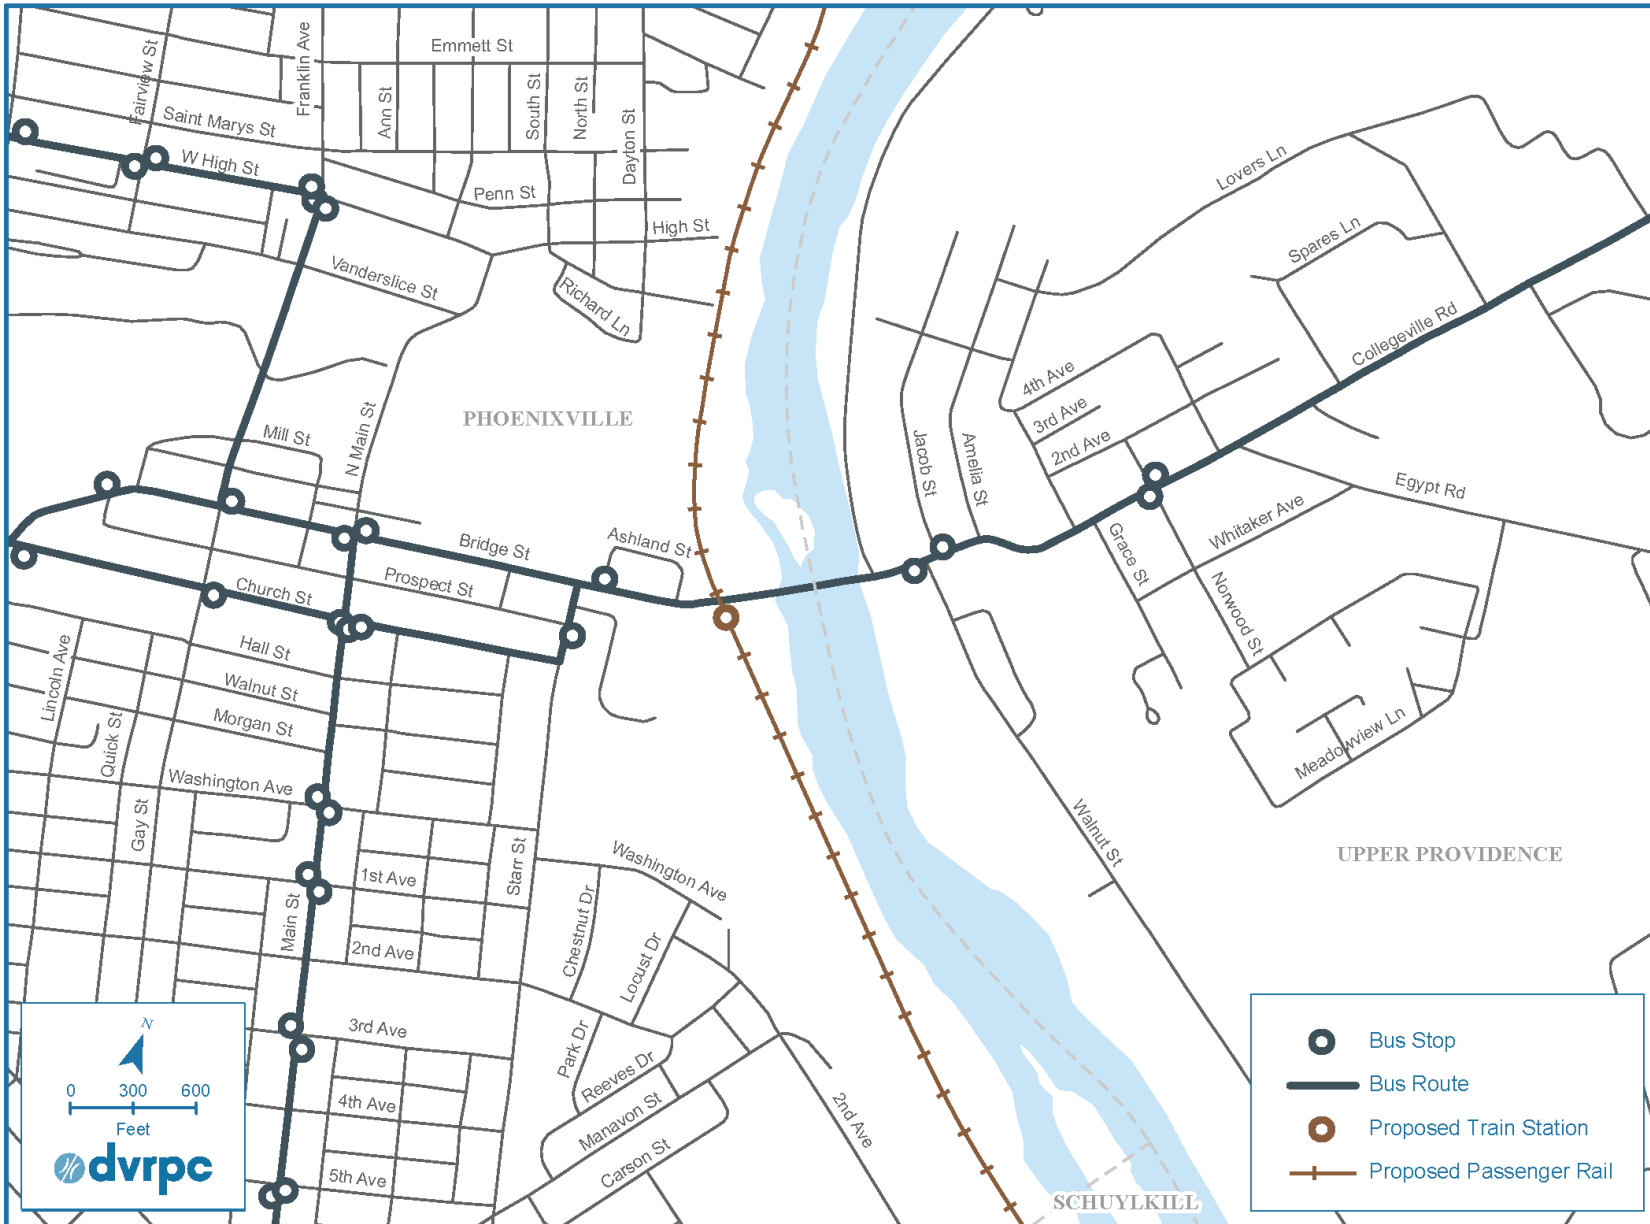 Emmett St
Fairview St
Franklin Ave
Ann St
South St
North St
Dayton St
Saint Marys St
W High St
Penn St
High St
Vanderslice St
Richard Ln
Lovers Ln
Spares Ln
Collegeville Rd
PHOENIXVILLE
Mill St
N Main St
4th Ave
3rd Ave
2nd Ave
Jacob St
Amelia St
Egypt Rd
Whitaker Ave
Grace St
Norwood St
Bridge St
Ashland St
Prospect St
Church St
Hall St
Walnut St
Morgan St
Lincoln Ave
Quick St
Gay St
Washington Ave
Meadowview Ln
Walnut St
UPPER PROVIDENCE
Starr St
Washington Ave
1st Ave
Main St
2nd Ave
Chestnut Dr
Locust Dr
3rd Ave
Park Dr
Reeves Dr
4th Ave
Manavon St
Carson St
2nd Ave
5th Ave
SCHUYLKILL
N
0 300 600
Feet
dvrpc
Bus Stop
Bus Route
Proposed Train Station
Proposed Passenger Rail